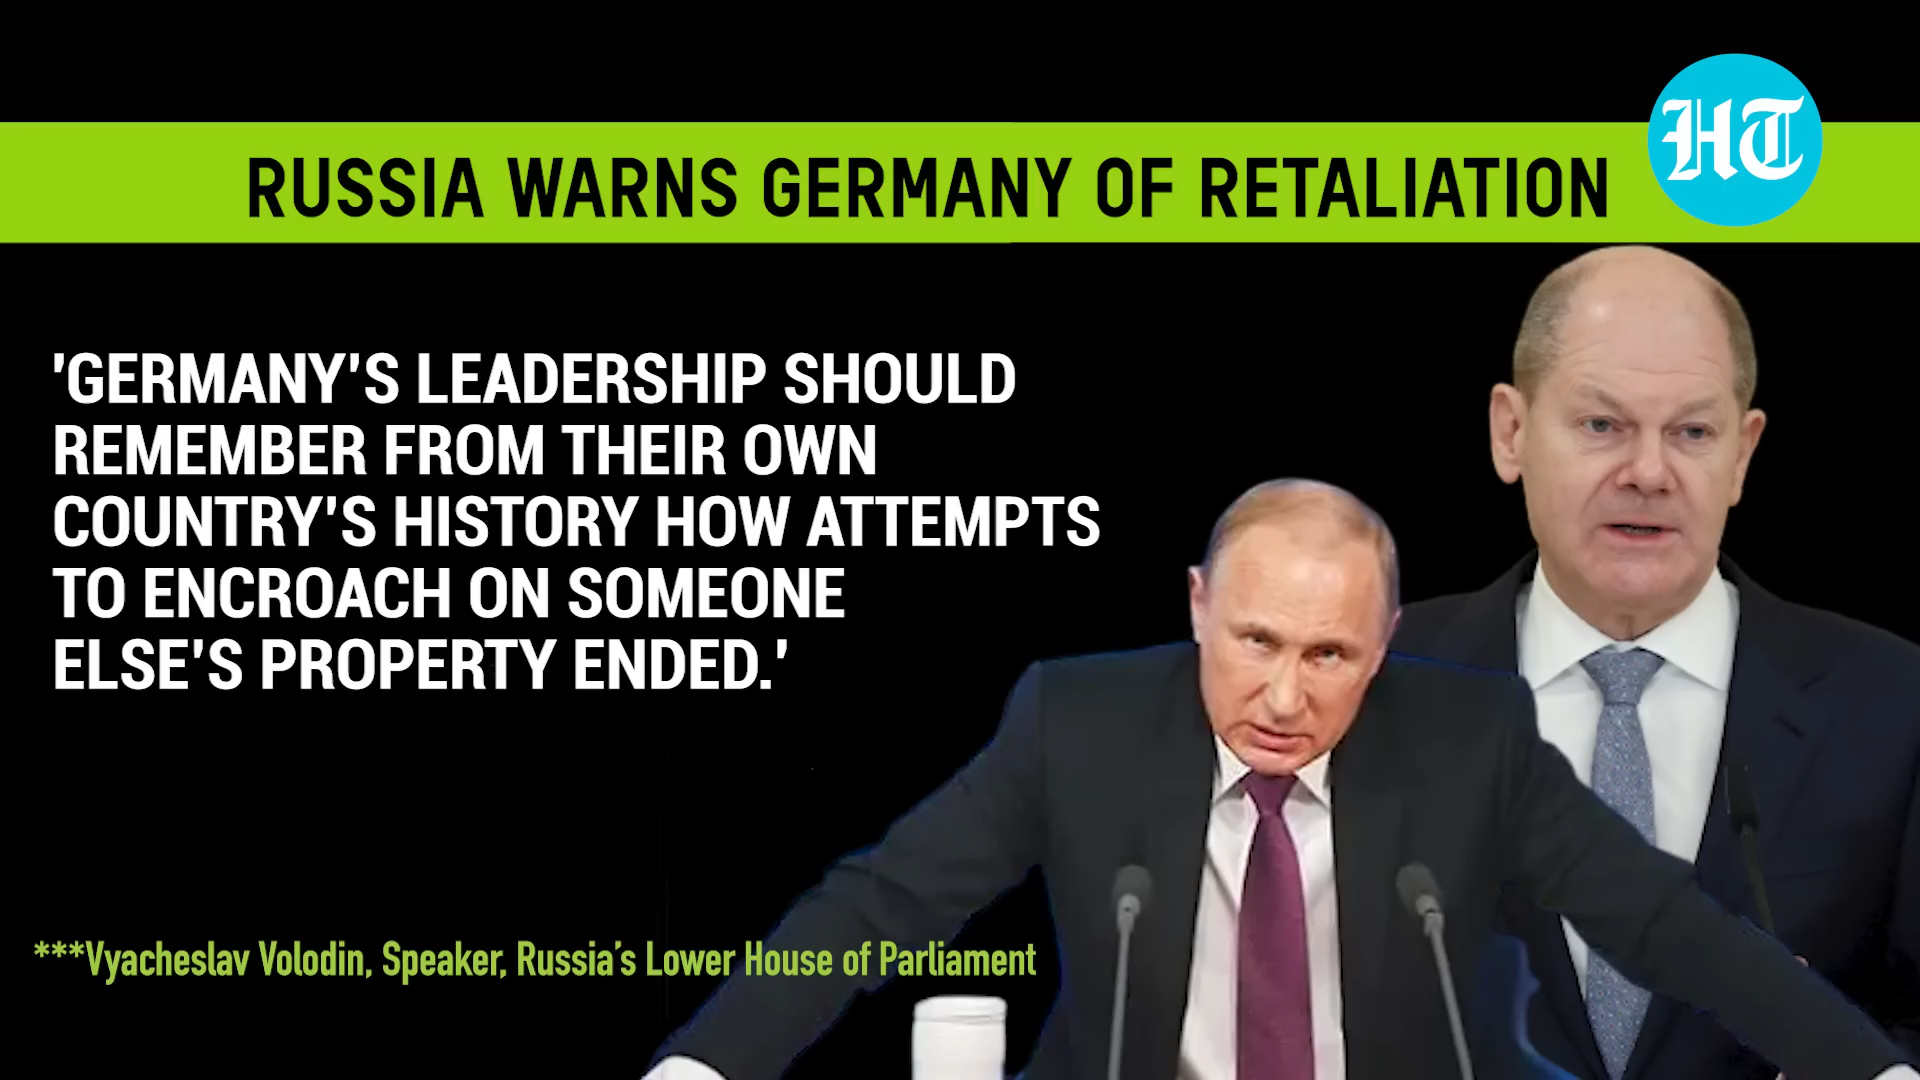 HT
RUSSIA WARNS GERMANY OF RETALIATION
'GERMANY'S LEADERSHIP SHOULD
REMEMBER FROM THEIR OWN
COUNTRY'S HISTORY HOW ATTEMPTS
TO ENCROACH ON SOMEONE
ELSE'S PROPERTY ENDED.'
***Vyacheslav Volodin, Speaker, Russia's Lower House of Parliament